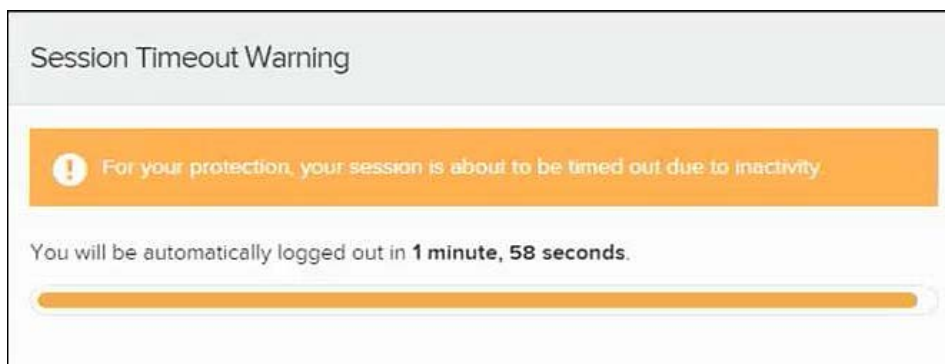 Session Timeout Warning
For your protection, your session is about to be timed out due to inactivity.
You will be automatically logged out in 1 minute, 58 seconds.